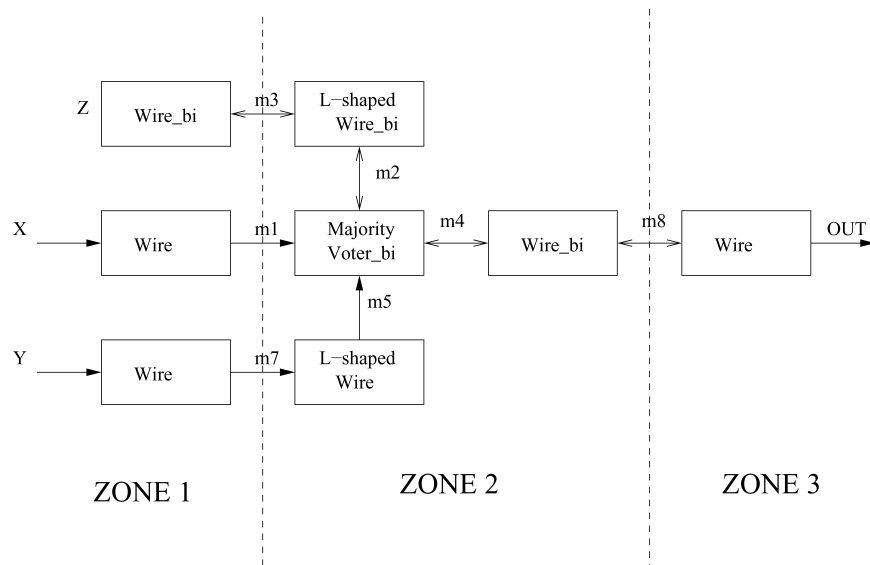 Z
Wire_bi
m3
L−shaped
Wire_bi
m2
X
Wire
m1
Majority
Voter_bi
m4
Wire_bi
m8
Wire
OUT
m5
Y
Wire
m7
L−shaped
Wire
ZONE 1
ZONE 2
ZONE 3